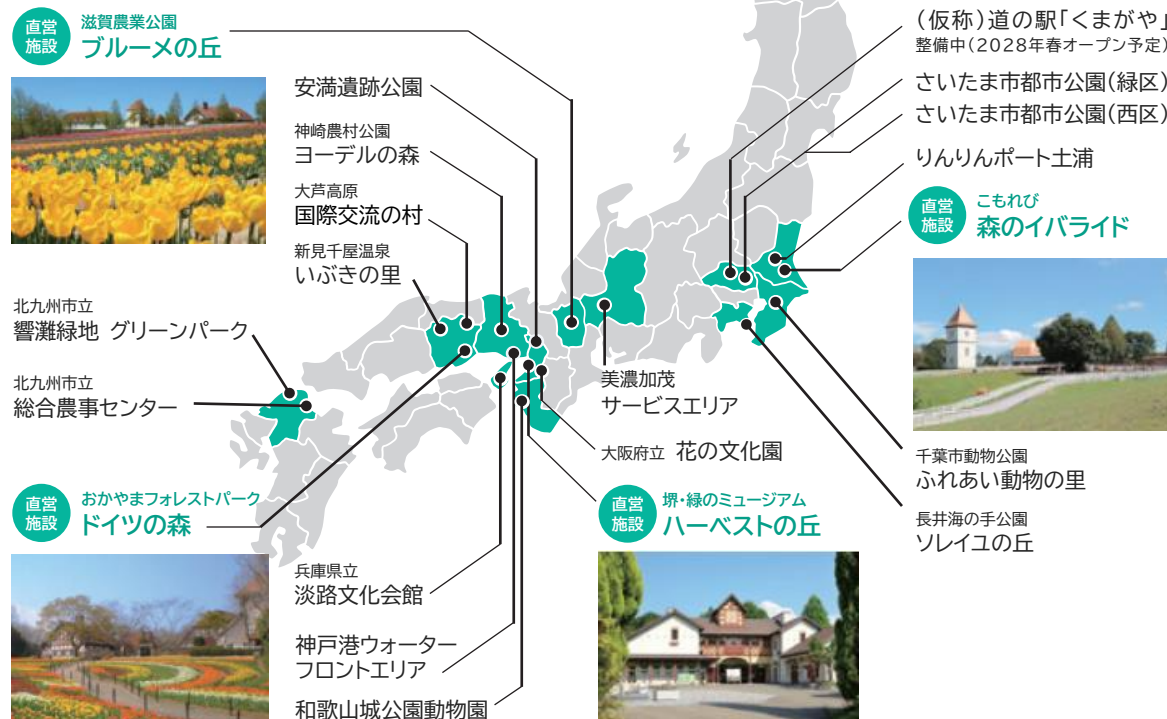 直営
施設
滋賀農業公園
ブルーメの丘
安満遺跡公園
神崎農村公園
ヨーデルの森
大芦高原
国際交流の村
新見千屋温泉
いぶきの里
北九州市立
響灘緑地 グリーンパーク
北九州市立
総合農事センター
直営
施設
おかやまフォレストパーク
ドイツの森
兵庫県立
淡路文化会館
神戸港ウォーター
フロントエリア
和歌山城公園動物園
美濃加茂
サービスエリア
大阪府立 花の文化園
直営
施設
堺・緑のミュージアム
ハーベストの丘
(仮称)道の駅「くまがや」
整備中(2028年春オープン予定)
さいたま市都市公園(緑区)
さいたま市都市公園(西区)
りんりんポート土浦
直営
施設
こもれび
森のイバライド
千葉市動物公園
ふれあい動物の里
長井海の手公園
ソレイユの丘